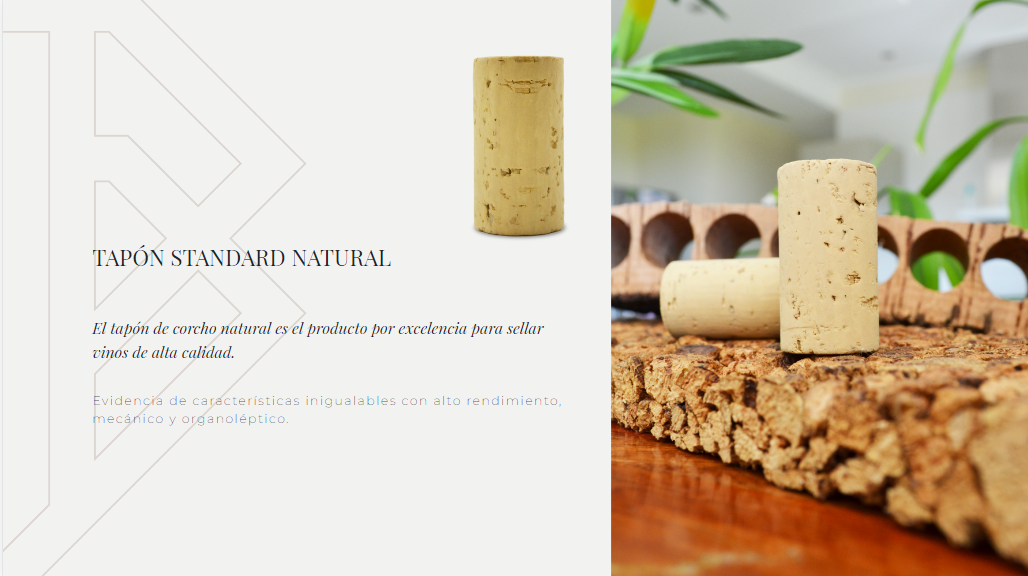 TAPÓN STANDARD NATURAL
El tapón de corcho natural es el producto por excelencia para sellar
vinos de alta calidad.
Evidencia de características inigualables con alto rendimiento,
mecánico y organoléptico.